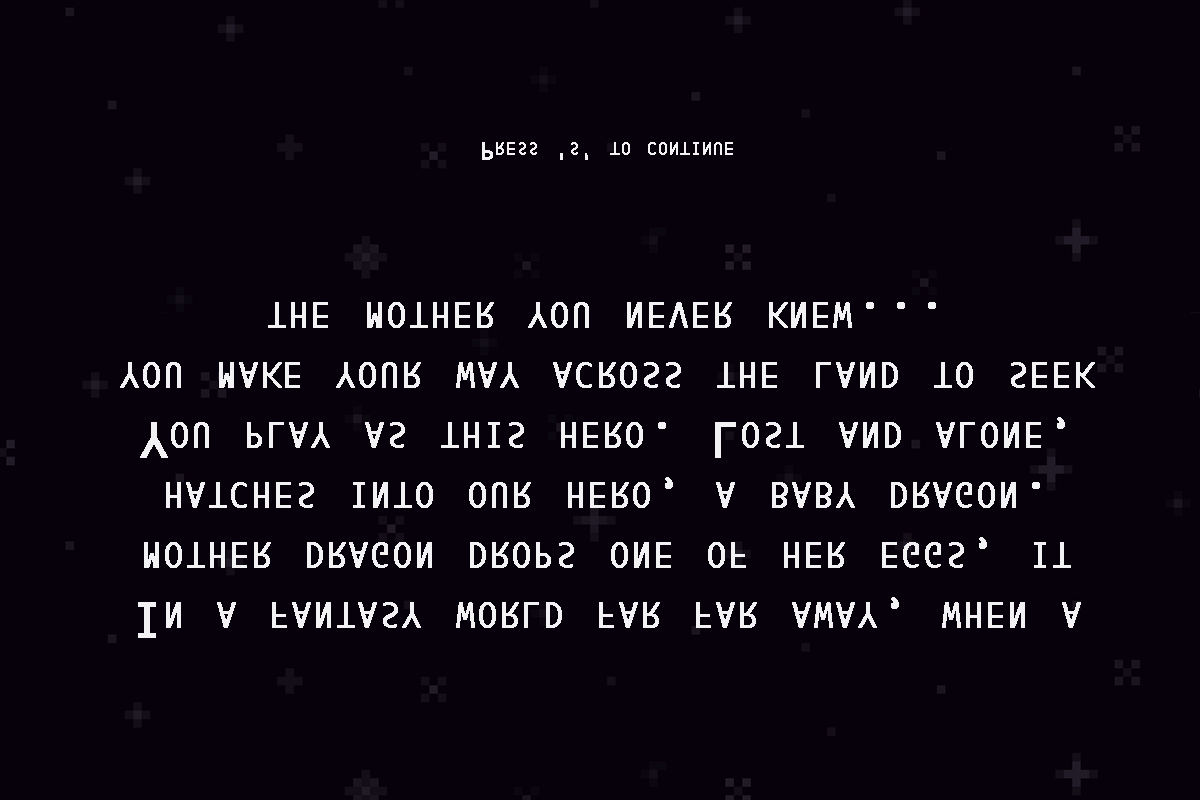 In a fantasy world far far away, when a
mother dragon drops one of her eggs, it
hatches into our hero, a baby dragon.
You play as this hero. Lost and alone,
you make your way across the land to seek
the mother you never knew...
Press 's' to continue